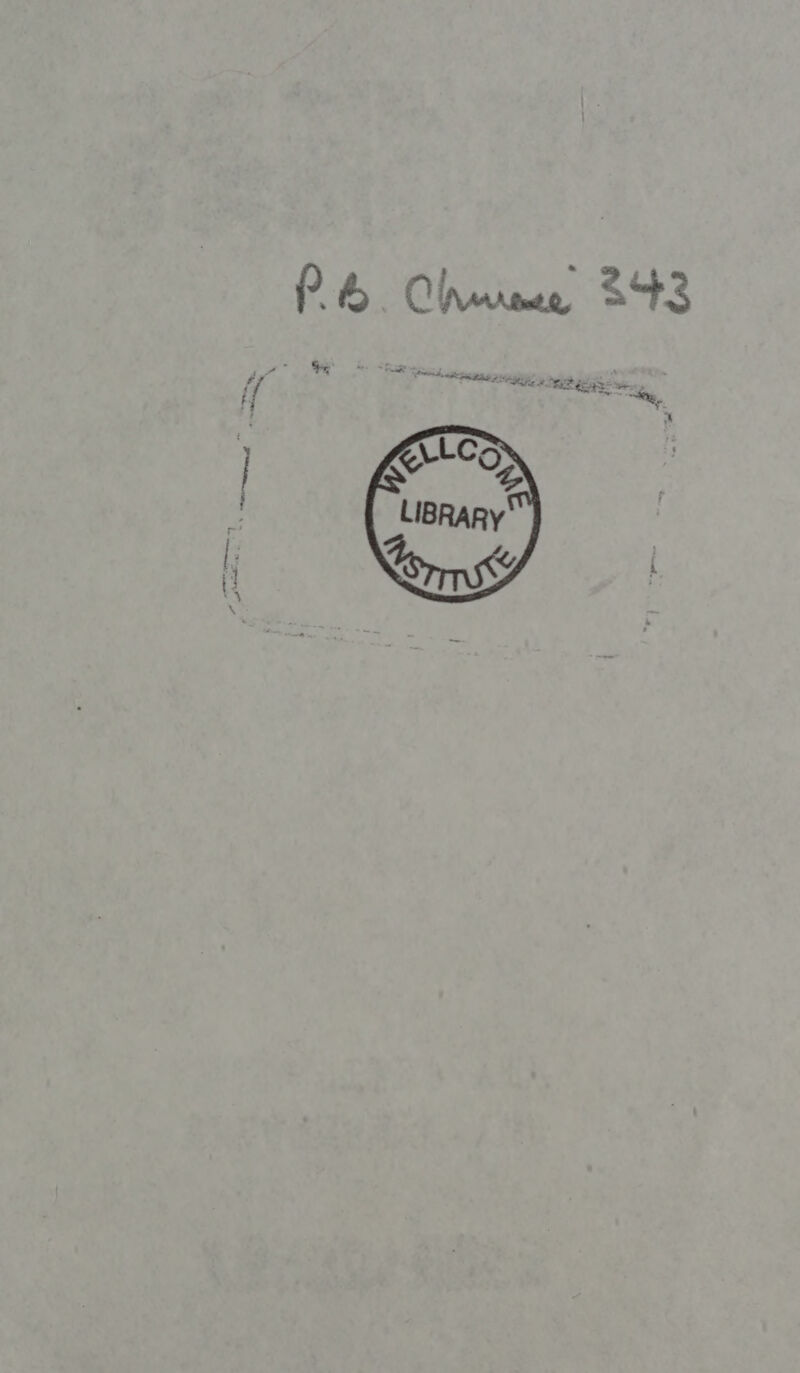 P.B. Chinese 343
WELLCOME
LIBRARY
INSTITUTE